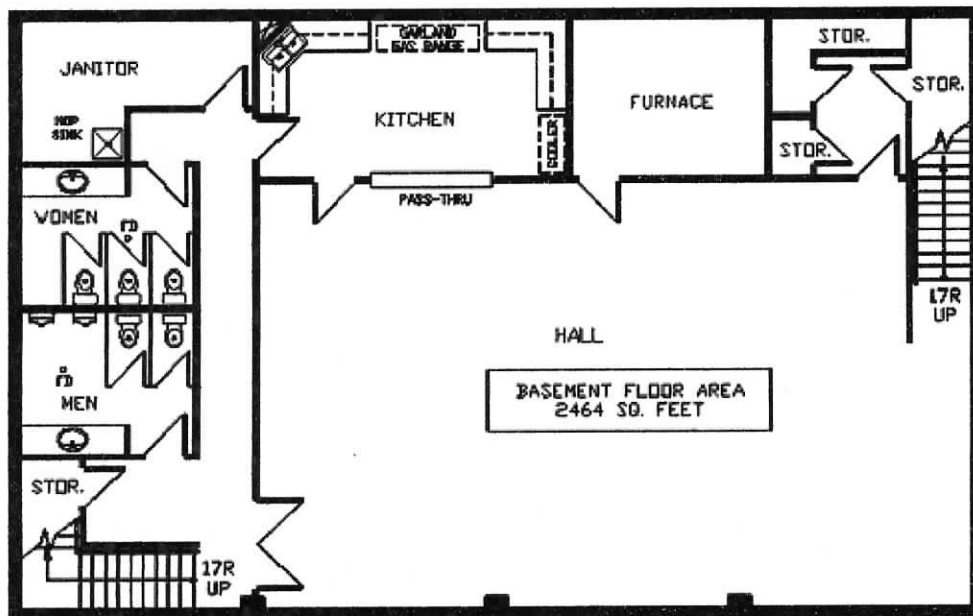 GARLAND
GAS RANGE
STOR.
JANITOR
STOR.
FURNACE
KITCHEN
MOP
SINK
COOLER
STOR.
PASS-THRU
WOMEN
FD
17R
UP
HALL
FD
BASEMENT FLOOR AREA
2464 SQ. FEET
MEN
STOR.
17R
UP